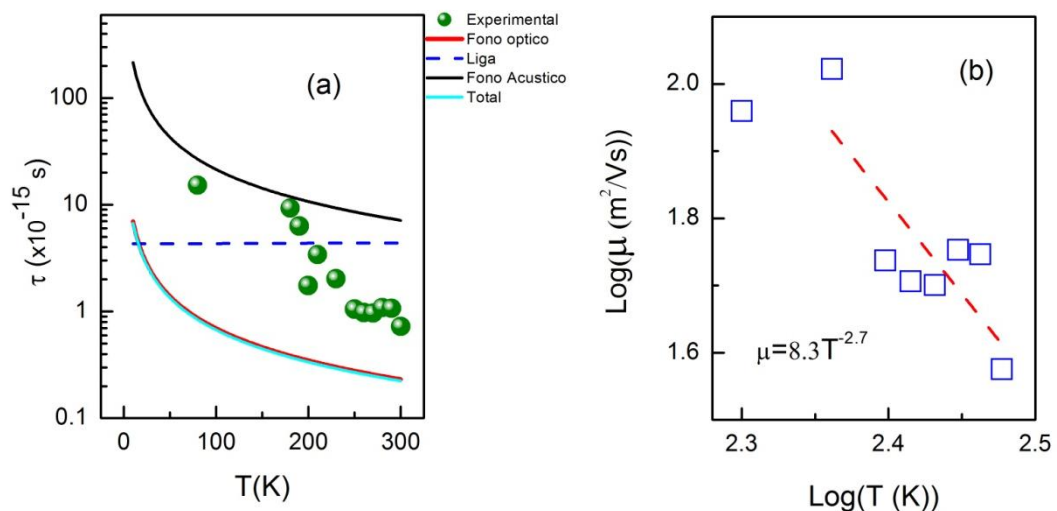 (a)
Experimental
Fono optico
Liga
Fono Acustico
Total
100
10
1
0.1
τ (x10⁻¹⁵ s)
0 100 200 300
T(K)
(b)
2.0
1.8
1.6
Log(μ (m²/Vs))
μ=8.3T⁻²·⁷
2.3 2.4 2.5
Log(T (K))